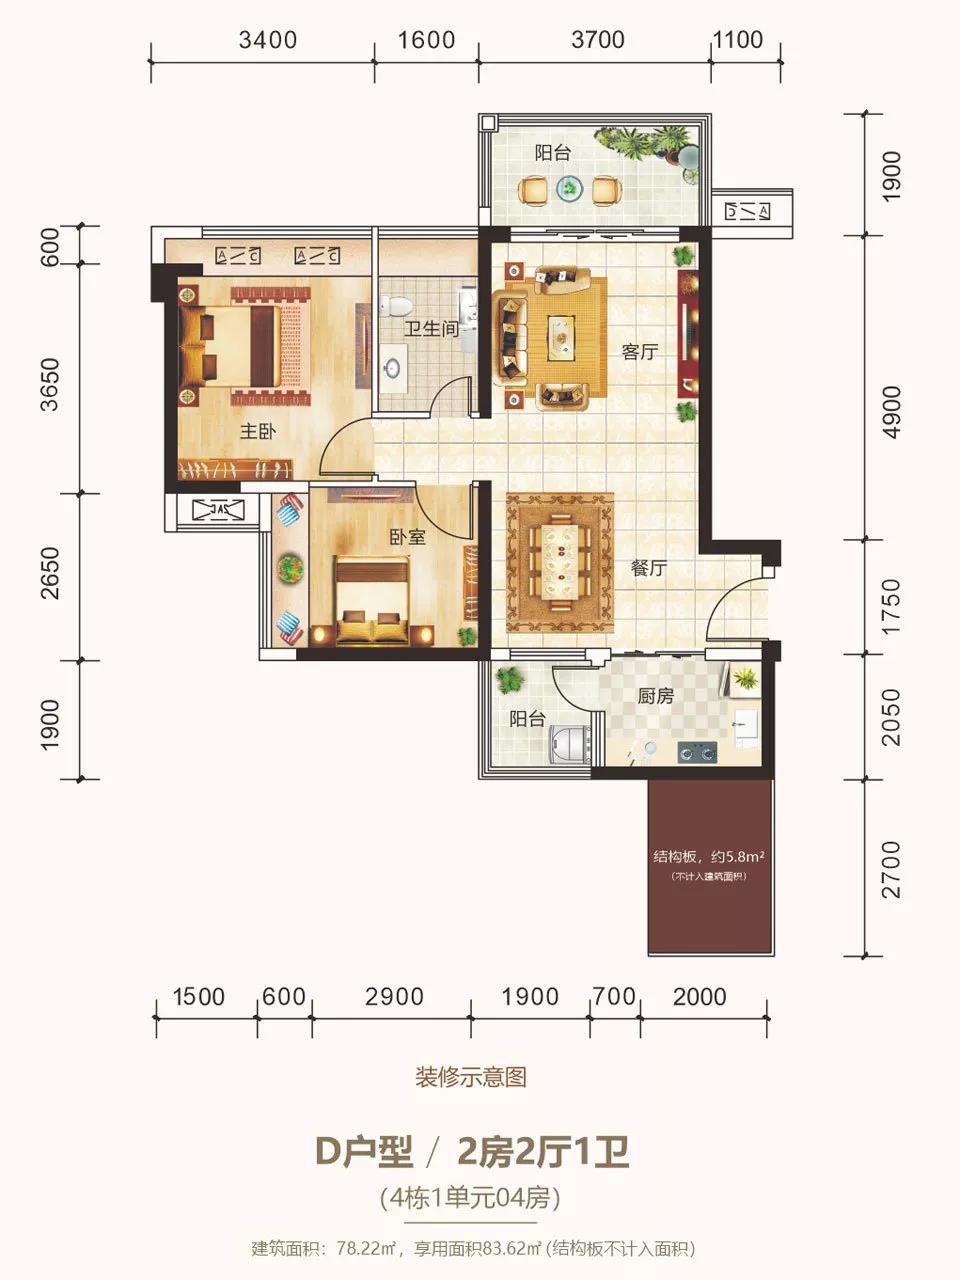 3400 1600 3700 1100
阳台
1900
A C
600
A C A C
卫生间
客厅
3650
4900
主卧
卧室
2650
餐厅
1750
厨房
阳台
2050
1900
结构板，约5.8m²
（不计入建筑面积）
2700
1500 600 2900 1900 700 2000
装修示意图
D户型 / 2房2厅1卫
(4栋1单元04房)
建筑面积：78.22㎡，享用面积83.62㎡(结构板不计入面积)